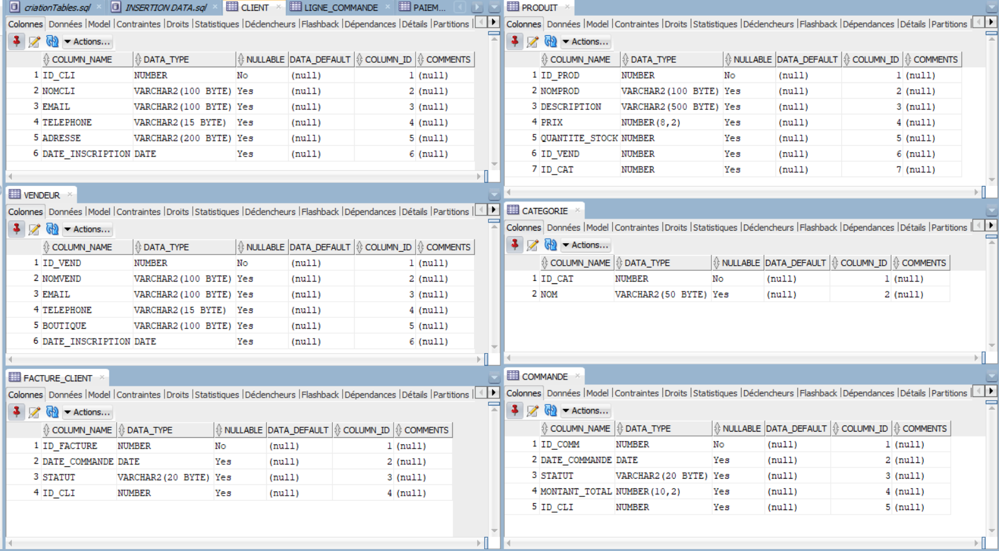 criationTables.sql INSERTION DATA.sql CLIENT LIGNE_COMMANDE PAIEM...
Colonnes Données Model Contraintes Droits Statistiques Déclencheurs Flashback Dépendances Détails Partitions
Actions...
COLUMN_NAME DATA_TYPE NULLABLE DATA_DEFAULT COLUMN_ID COMMENTS
1 ID_CLI NUMBER No (null) 1 (null)
2 NOMCLI VARCHAR2(100 BYTE) Yes (null) 2 (null)
3 EMAIL VARCHAR2(100 BYTE) Yes (null) 3 (null)
4 TELEPHONE VARCHAR2(15 BYTE) Yes (null) 4 (null)
5 ADRESSE VARCHAR2(200 BYTE) Yes (null) 5 (null)
6 DATE_INSCRIPTION DATE Yes (null) 6 (null)
VENDEUR
Colonnes Données Model Contraintes Droits Statistiques Déclencheurs Flashback Dépendances Détails Partitions
Actions...
COLUMN_NAME DATA_TYPE NULLABLE DATA_DEFAULT COLUMN_ID COMMENTS
1 ID_VEND NUMBER No (null) 1 (null)
2 NOMVEND VARCHAR2(100 BYTE) Yes (null) 2 (null)
3 EMAIL VARCHAR2(100 BYTE) Yes (null) 3 (null)
4 TELEPHONE VARCHAR2(15 BYTE) Yes (null) 4 (null)
5 BOUTIQUE VARCHAR2(100 BYTE) Yes (null) 5 (null)
6 DATE_INSCRIPTION DATE Yes (null) 6 (null)
FACTURE_CLIENT
Colonnes Données Model Contraintes Droits Statistiques Déclencheurs Flashback Dépendances Détails Partitions
Actions...
COLUMN_NAME DATA_TYPE NULLABLE DATA_DEFAULT COLUMN_ID COMMENTS
1 ID_FACTURE NUMBER No (null) 1 (null)
2 DATE_COMMANDE DATE Yes (null) 2 (null)
3 STATUT VARCHAR2(20 BYTE) Yes (null) 3 (null)
4 ID_CLI NUMBER Yes (null) 4 (null)
PRODUIT
Colonnes Données Model Contraintes Droits Statistiques Déclencheurs Flashback Dépendances Détails Partitions
Actions...
COLUMN_NAME DATA_TYPE NULLABLE DATA_DEFAULT COLUMN_ID COMMENTS
1 ID_PROD NUMBER No (null) 1 (null)
2 NOMPROD VARCHAR2(100 BYTE) Yes (null) 2 (null)
3 DESCRIPTION VARCHAR2(500 BYTE) Yes (null) 3 (null)
4 PRIX NUMBER(8,2) Yes (null) 4 (null)
5 QUANTITE_STOCK NUMBER Yes (null) 5 (null)
6 ID_VEND NUMBER Yes (null) 6 (null)
7 ID_CAT NUMBER Yes (null) 7 (null)
CATEGORIE
Colonnes Données Model Contraintes Droits Statistiques Déclencheurs Flashback Dépendances Détails Partitions
Actions...
COLUMN_NAME DATA_TYPE NULLABLE DATA_DEFAULT COLUMN_ID COMMENTS
1 ID_CAT NUMBER No (null) 1 (null)
2 NOM VARCHAR2(50 BYTE) Yes (null) 2 (null)
COMMANDE
Colonnes Données Model Contraintes Droits Statistiques Déclencheurs Flashback Dépendances Détails Partitions
Actions...
COLUMN_NAME DATA_TYPE NULLABLE DATA_DEFAULT COLUMN_ID COMMENTS
1 ID_COMM NUMBER No (null) 1 (null)
2 DATE_COMMANDE DATE Yes (null) 2 (null)
3 STATUT VARCHAR2(20 BYTE) Yes (null) 3 (null)
4 MONTANT_TOTAL NUMBER(10,2) Yes (null) 4 (null)
5 ID_CLI NUMBER Yes (null) 5 (null)